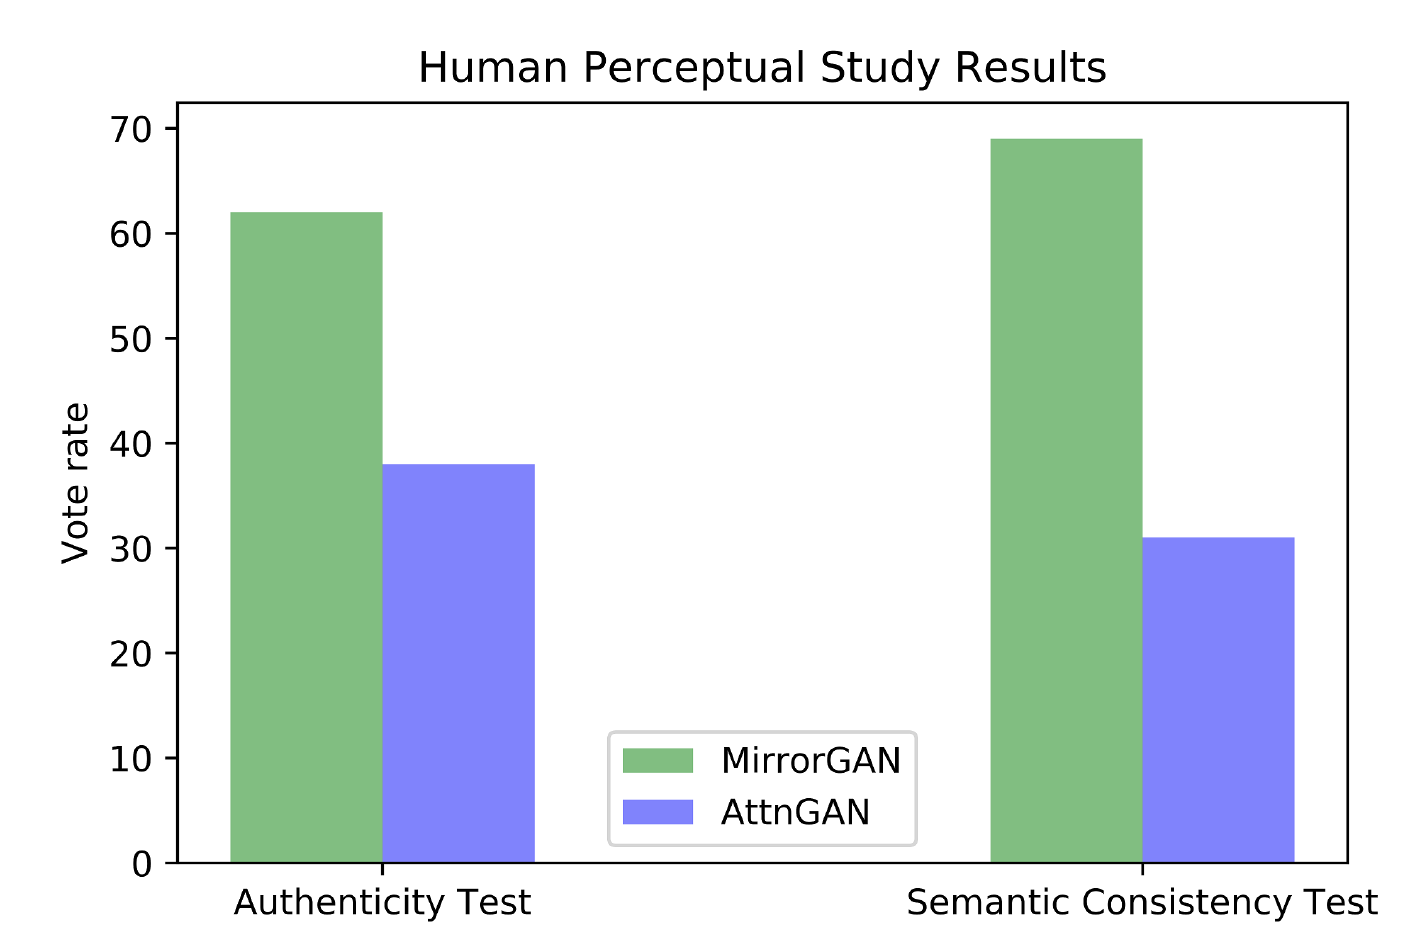 Human Perceptual Study Results
70
60
50
40
30
20
10
0
Vote rate
MirrorGAN
AttnGAN
Authenticity Test
Semantic Consistency Test